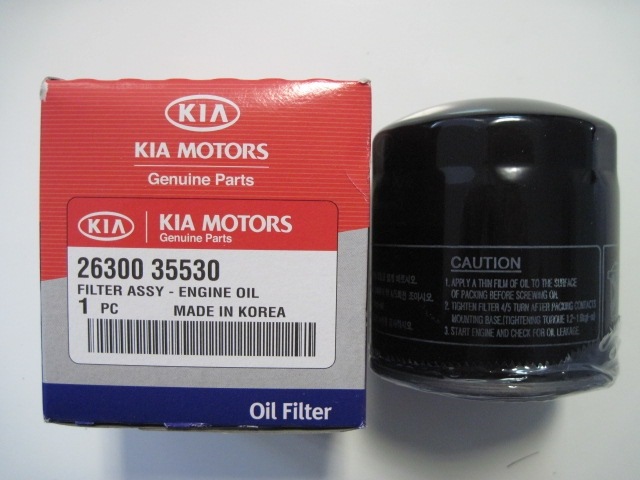 KIA
KIA MOTORS
Genuine Parts
KIA
KIA MOTORS
Genuine Parts
26300 35530
FILTER ASSY - ENGINE OIL
1 PC MADE IN KOREA
Oil Filter
CAUTION
1. APPLY A THIN FILM OF OIL TO THE SURFACE
OF PACKING BEFORE SCREWING ON.
2. TIGHTEN FILTER 4/5 TURN AFTER PACKING CONTACTS
MOUNTING BASE.(TIGHTENING TORQUE
3. START ENGINE AND CHECK FOR OIL LEAKAGE.